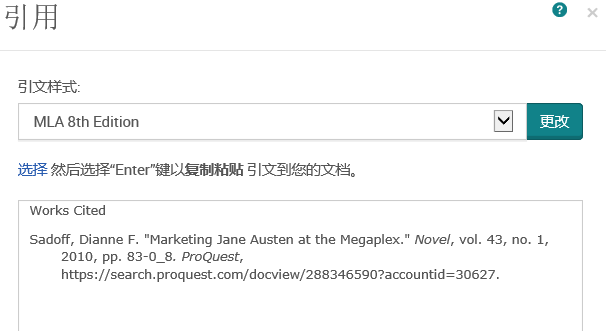 引用
?
×
引文样式:
MLA 8th Edition
更改
选择 然后选择“Enter”键以复制粘贴 引文到您的文档。
Works Cited
Sadoff, Dianne F. "Marketing Jane Austen at the Megaplex." Novel, vol. 43, no. 1,
2010, pp. 83-0_8. ProQuest,
https://search.proquest.com/docview/288346590?accountid=30627.